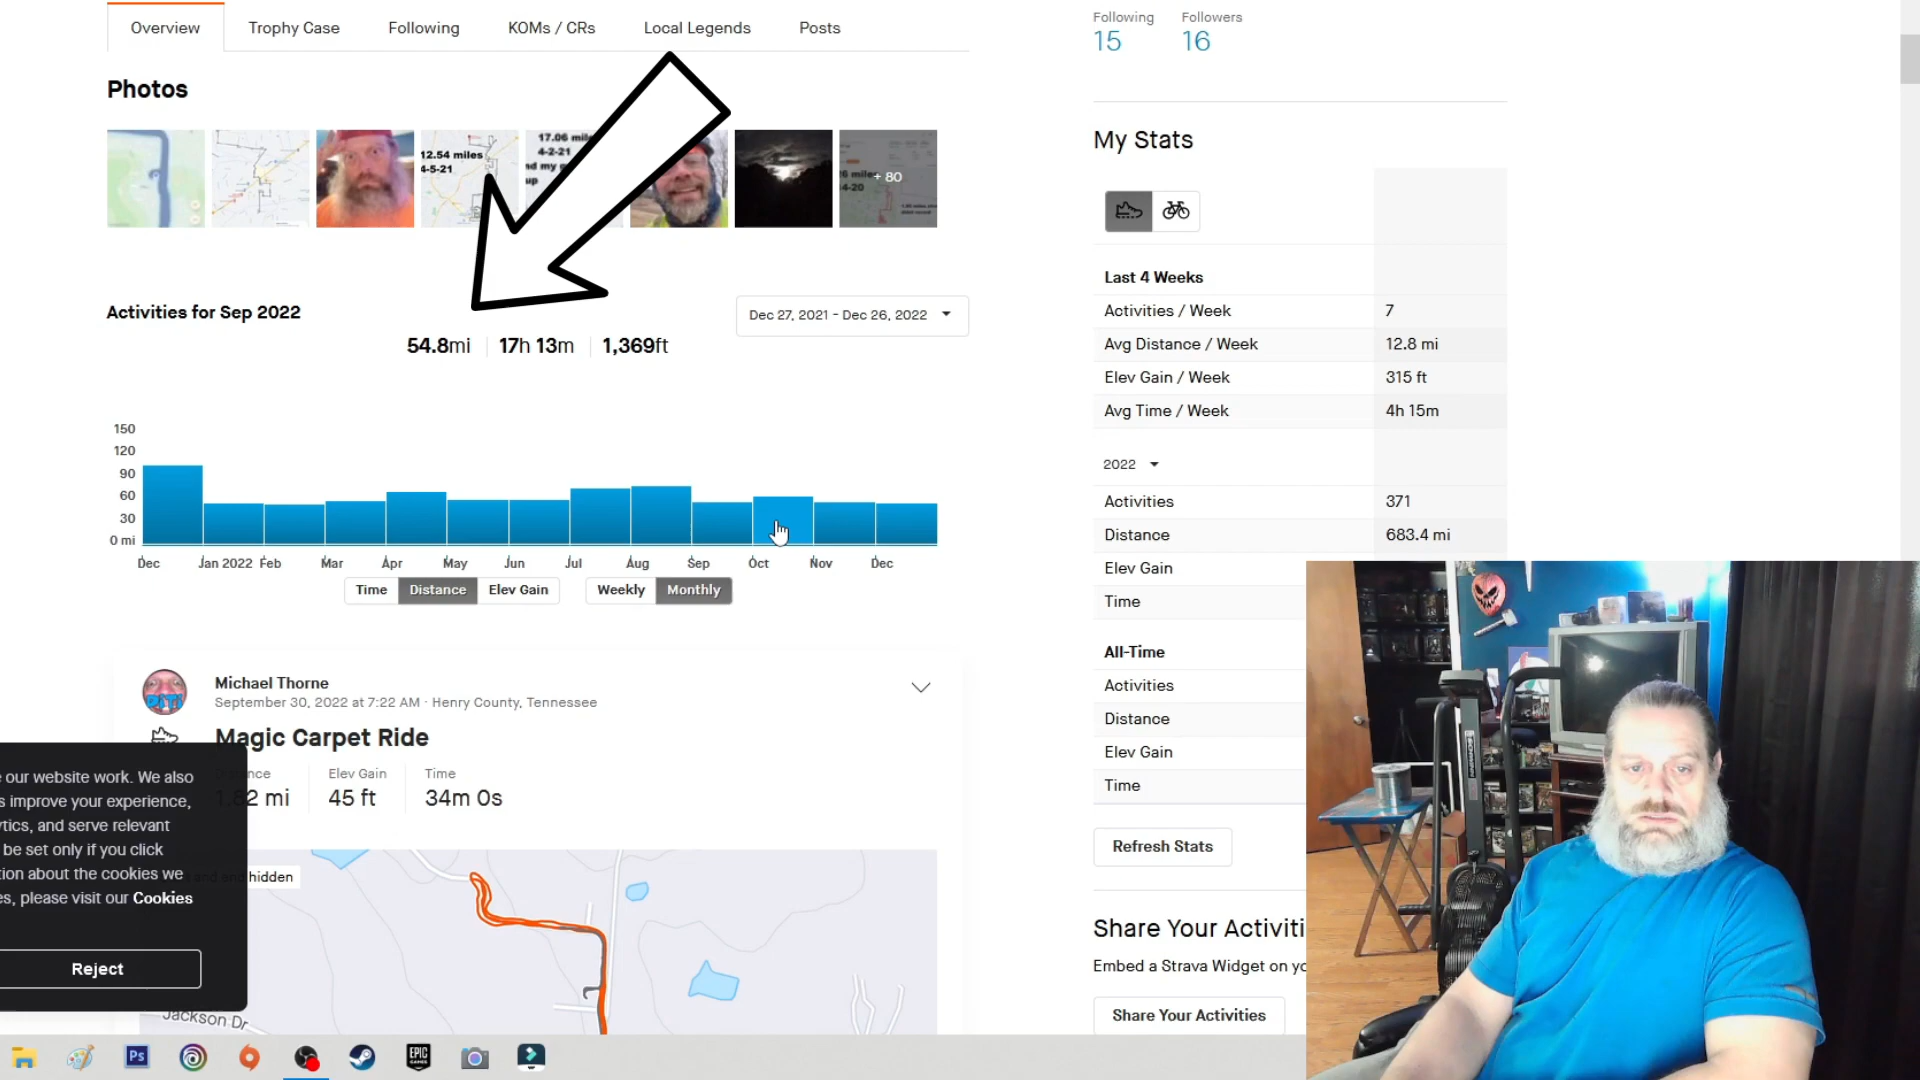 Overview
Trophy Case
Following
KOMs / CRs
Local Legends
Posts
Following
15
Followers
16
Photos
12.54 miles
4-5-21
17.06
4-2-21
up
+ 80
Activities for Sep 2022
54.8mi
17h 13m
1,369ft
Dec 27, 2021 - Dec 26, 2022
150
120
90
60
30
0 mi
Dec
Jan 2022
Feb
Mar
Apr
May
Jun
Jul
Aug
Sep
Oct
Nov
Dec
Time
Distance
Elev Gain
Weekly
Monthly
Michael Thorne
September 30, 2022 at 7:22 AM · Henry County, Tennessee
Magic Carpet Ride
Elev Gain
45 ft
Time
34m 0s
1.82 mi
hidden
Jackson Dr
our website work. We also
improve your experience,
and serve relevant
be set only if you click
about the cookies we
please visit our Cookies
Reject
My Stats
Last 4 Weeks
Activities / Week 7
Avg Distance / Week 12.8 mi
Elev Gain / Week 315 ft
Avg Time / Week 4h 15m
2022
Activities 371
Distance 683.4 mi
Elev Gain
Time
All-Time
Activities
Distance
Elev Gain
Time
Refresh Stats
Share Your Activiti
Embed a Strava Widget on yo
Share Your Activities
Ps
EPIC
GAMES